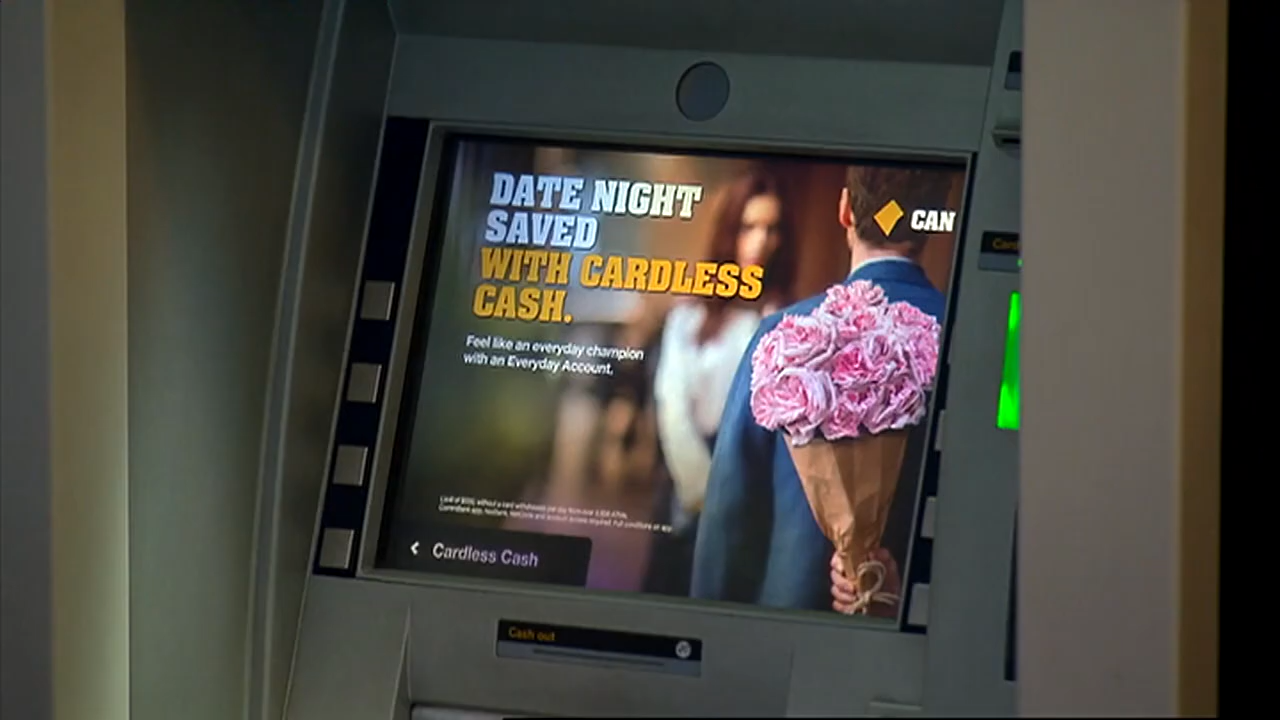 DATE NIGHT
SAVED
WITH CARDLESS
CASH.
CAN
Feel like an everyday champion
with an Everyday Account.
Cardless Cash
Cash out